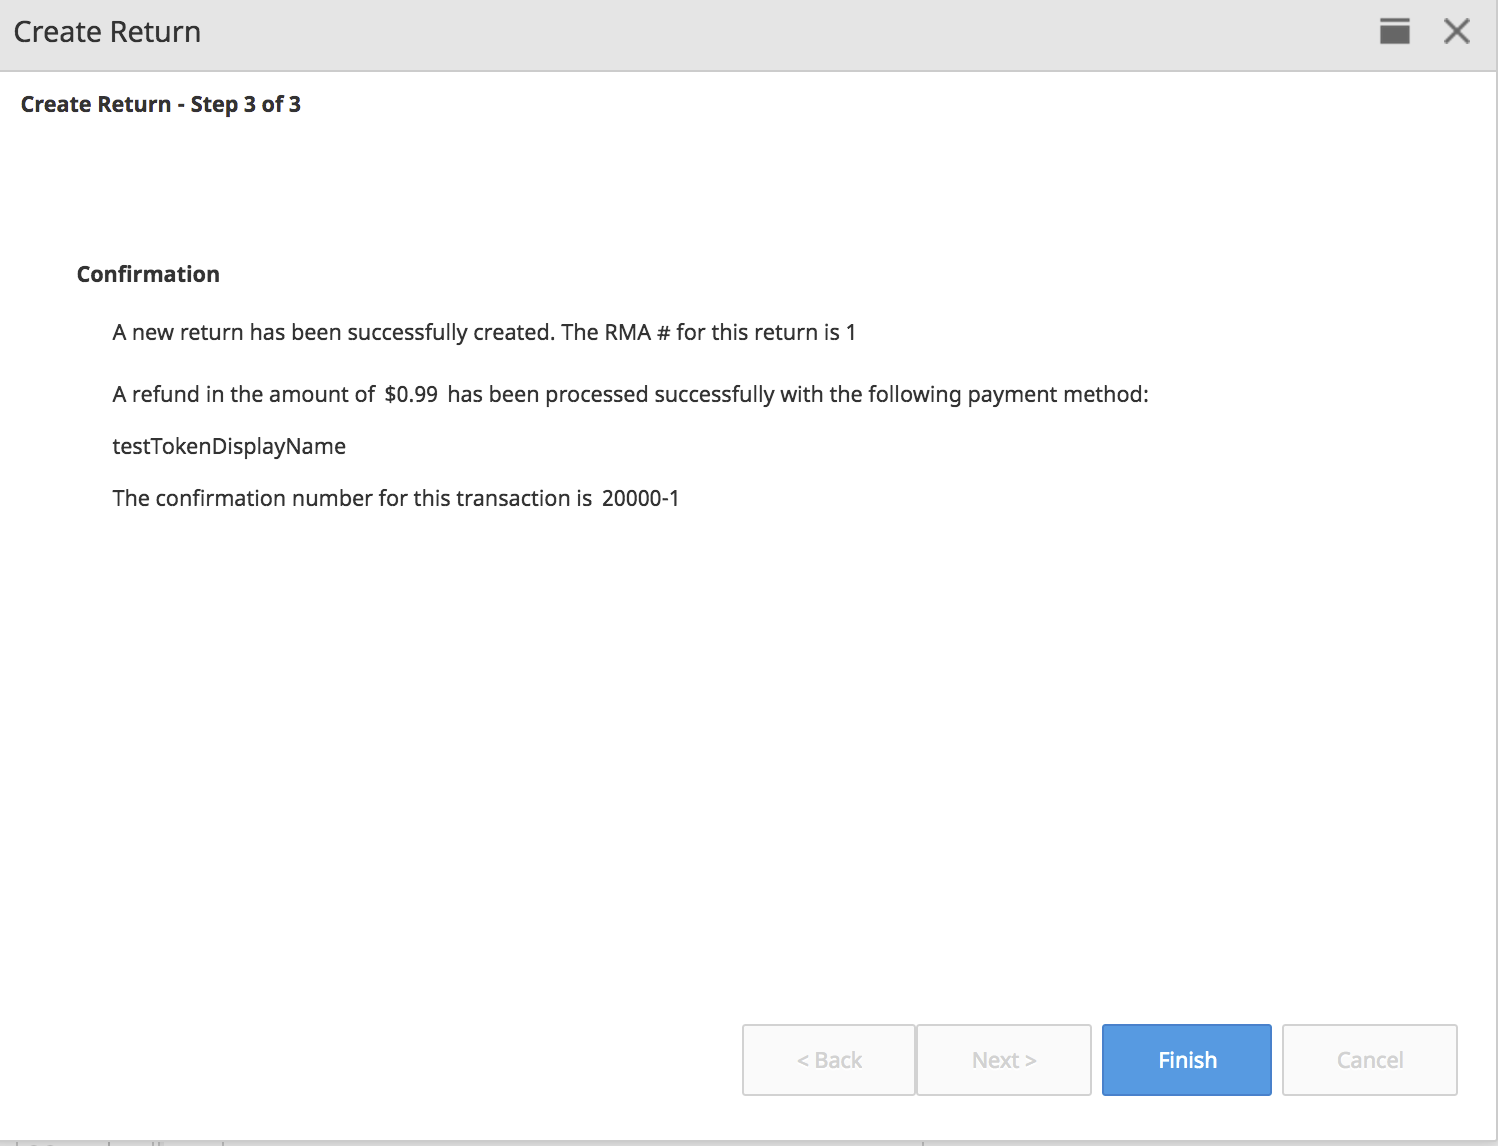 Create Return
Create Return - Step 3 of 3
Confirmation
A new return has been successfully created. The RMA # for this return is 1
A refund in the amount of $0.99 has been processed successfully with the following payment method:
testTokenDisplayName
The confirmation number for this transaction is 20000-1
< Back
Next >
Finish
Cancel